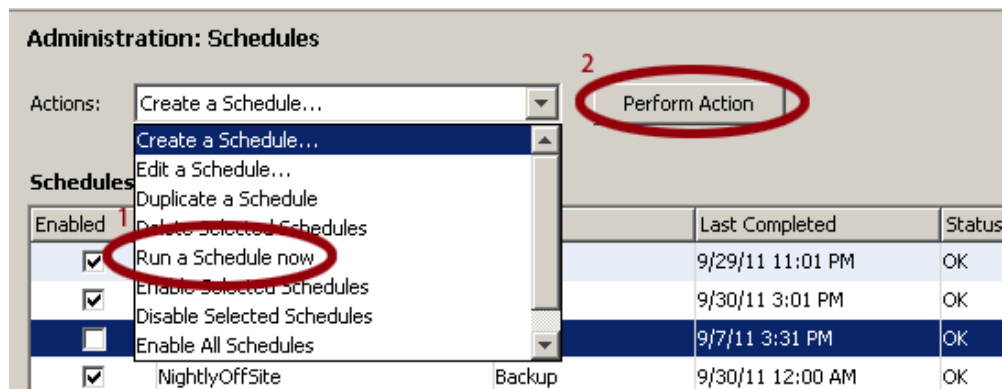 Administration: Schedules
2
Actions: Create a Schedule... Perform Action
Create a Schedule...
Edit a Schedule...
Schedules
Duplicate a Schedule
Enabled 1 Delete Selected Schedules Last Completed Status
Run a Schedule now 9/29/11 11:01 PM OK
Enable Selected Schedules 9/30/11 3:01 PM OK
Disable Selected Schedules
Enable All Schedules 9/7/11 3:31 PM OK
NightlyOffSite Backup 9/30/11 12:00 AM OK